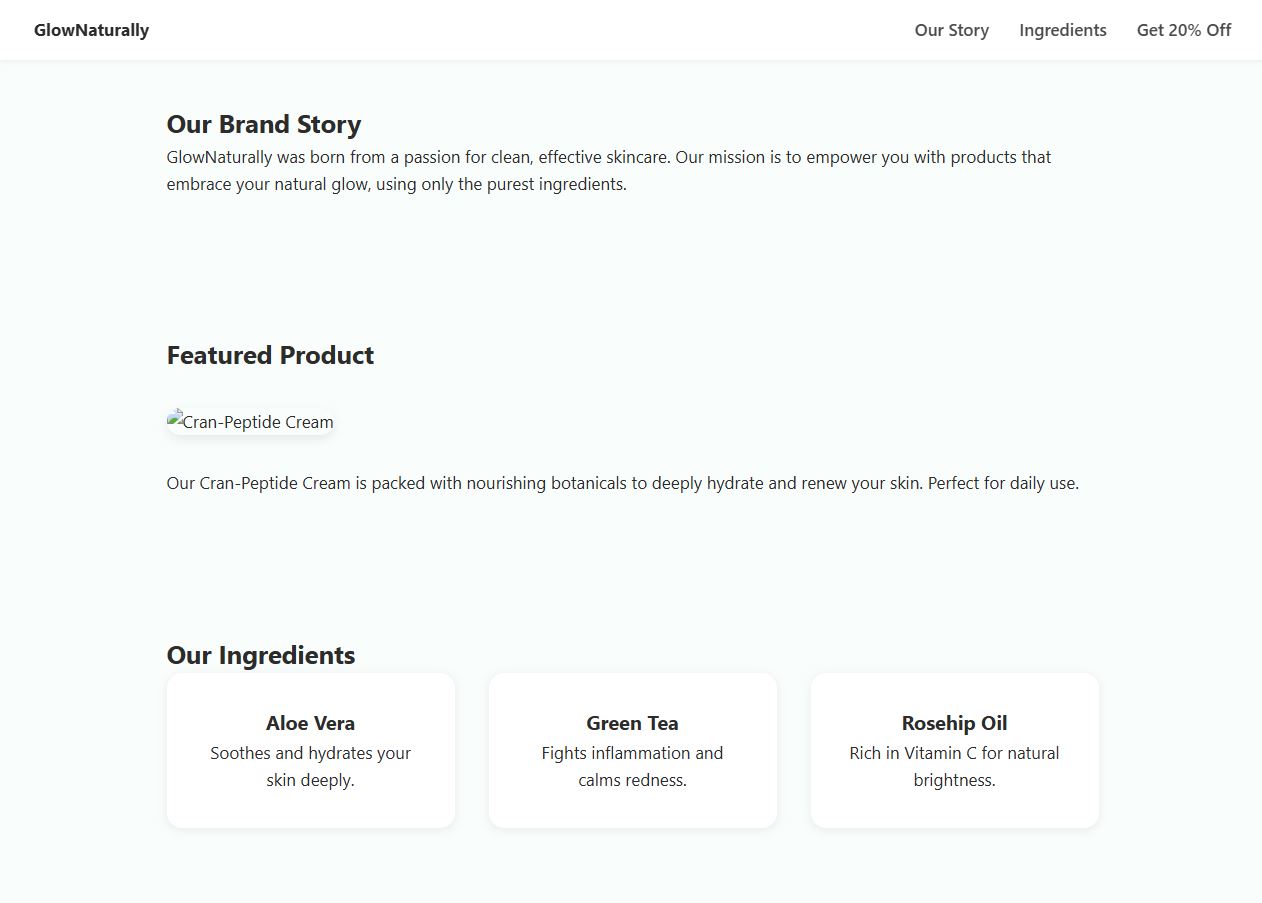 GlowNaturally
Our Story
Ingredients
Get 20% Off
Our Brand Story
GlowNaturally was born from a passion for clean, effective skincare. Our mission is to empower you with products that
embrace your natural glow, using only the purest ingredients.
Featured Product
Cran-Peptide Cream
Our Cran-Peptide Cream is packed with nourishing botanicals to deeply hydrate and renew your skin. Perfect for daily use.
Our Ingredients
Aloe Vera
Soothes and hydrates your
skin deeply.
Green Tea
Fights inflammation and
calms redness.
Rosehip Oil
Rich in Vitamin C for natural
brightness.